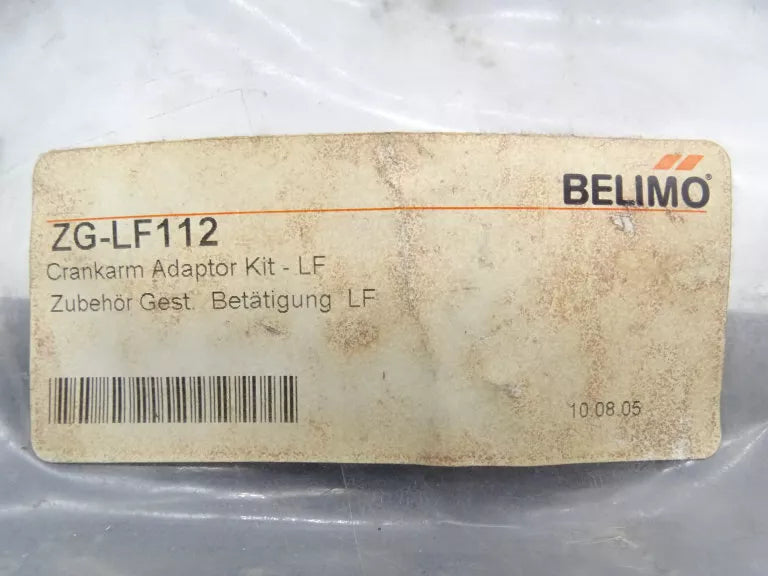 BELIMO®
ZG-LF112
Crankarm Adaptor Kit - LF
Zubehör Gest. Betätigung LF
10.08.05